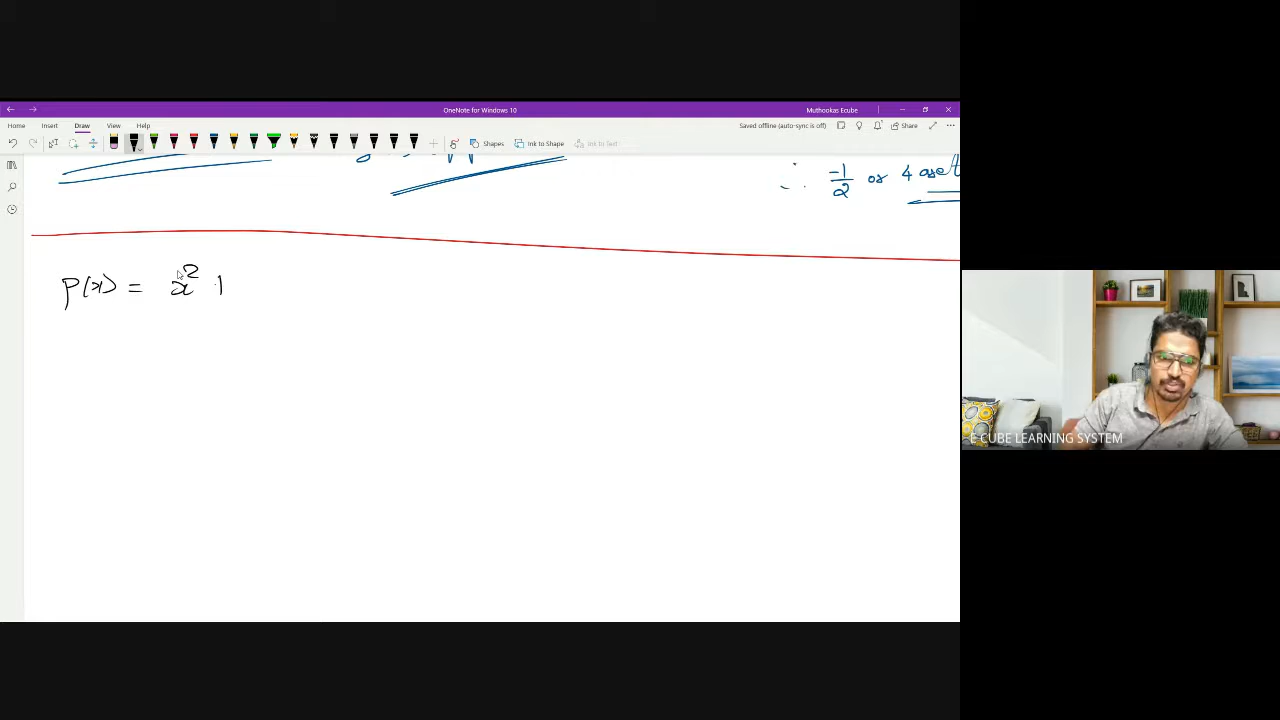 OneNote for Windows 10
Muthookas Ecube
Home Insert Draw View Help
Saved offline (auto-sync is off)
Share
Shapes
Ink to Shape
Ink to Text
∴ -1/2 or 4 are
P(x) = x² 1
E CUBE LEARNING SYSTEM